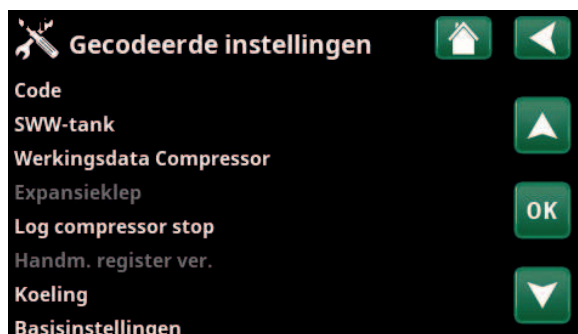 Gecodeerde instellingen
Code
SWW-tank
Werkingsdata Compressor
Expansieklep
OK
Log compressor stop
Handm. register ver.
Koeling
Basisinstellingen